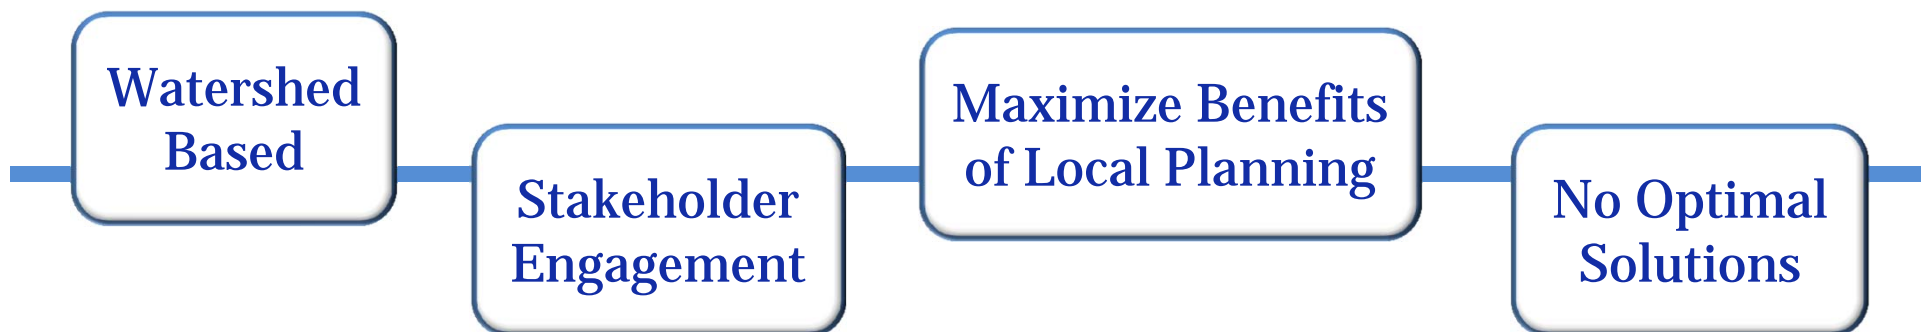 Watershed
Based
Stakeholder
Engagement
Maximize Benefits
of Local Planning
No Optimal
Solutions